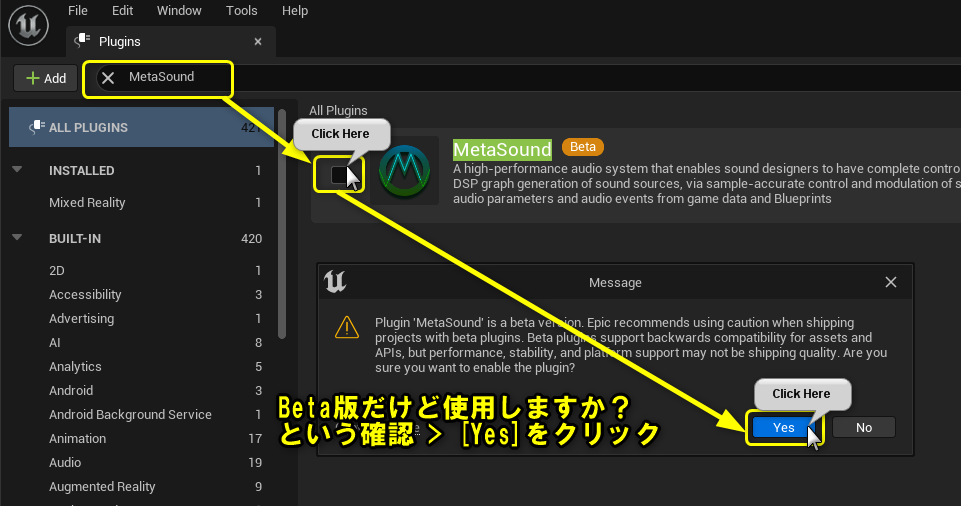 File Edit Window Tools Help
Plugins
Add MetaSound
ALL PLUGINS 421
INSTALLED 1
Mixed Reality 1
BUILT-IN 420
2D 1
Accessibility 3
Advertising 1
AI 8
Analytics 5
Android 3
Android Background Service 1
Animation 17
Audio 19
Augmented Reality 9
All Plugins
Click Here
MetaSound Beta
A high-performance audio system that enables sound designers to have complete contro
DSP graph generation of sound sources, via sample-accurate control and modulation of s
audio parameters and audio events from game data and Blueprints
Message
Plugin 'MetaSound' is a beta version. Epic recommends using caution when shipping
projects with beta plugins. Beta plugins support backwards compatibility for assets and
APIs, but performance, stability, and platform support may not be shipping quality. Are you
sure you want to enable the plugin?
Click Here
Yes No
Beta版だけど使用しますか？
という確認 > [Yes]をクリック